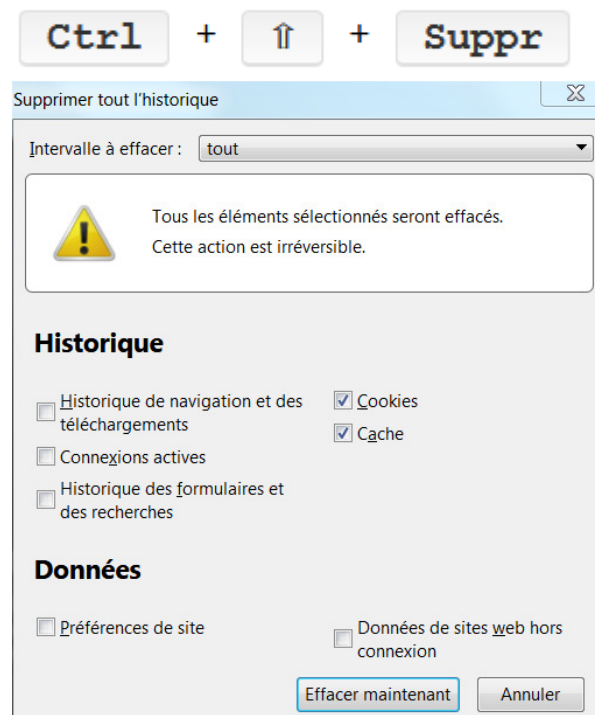 Ctrl + ⇧ + Suppr
Supprimer tout l'historique
Intervalle à effacer : tout
Tous les éléments sélectionnés seront effacés.
Cette action est irréversible.
Historique
Historique de navigation et des
téléchargements
Connexions actives
Historique des formulaires et
des recherches
Cookies
Cache
Données
Préférences de site
Données de sites web hors
connexion
Effacer maintenant
Annuler